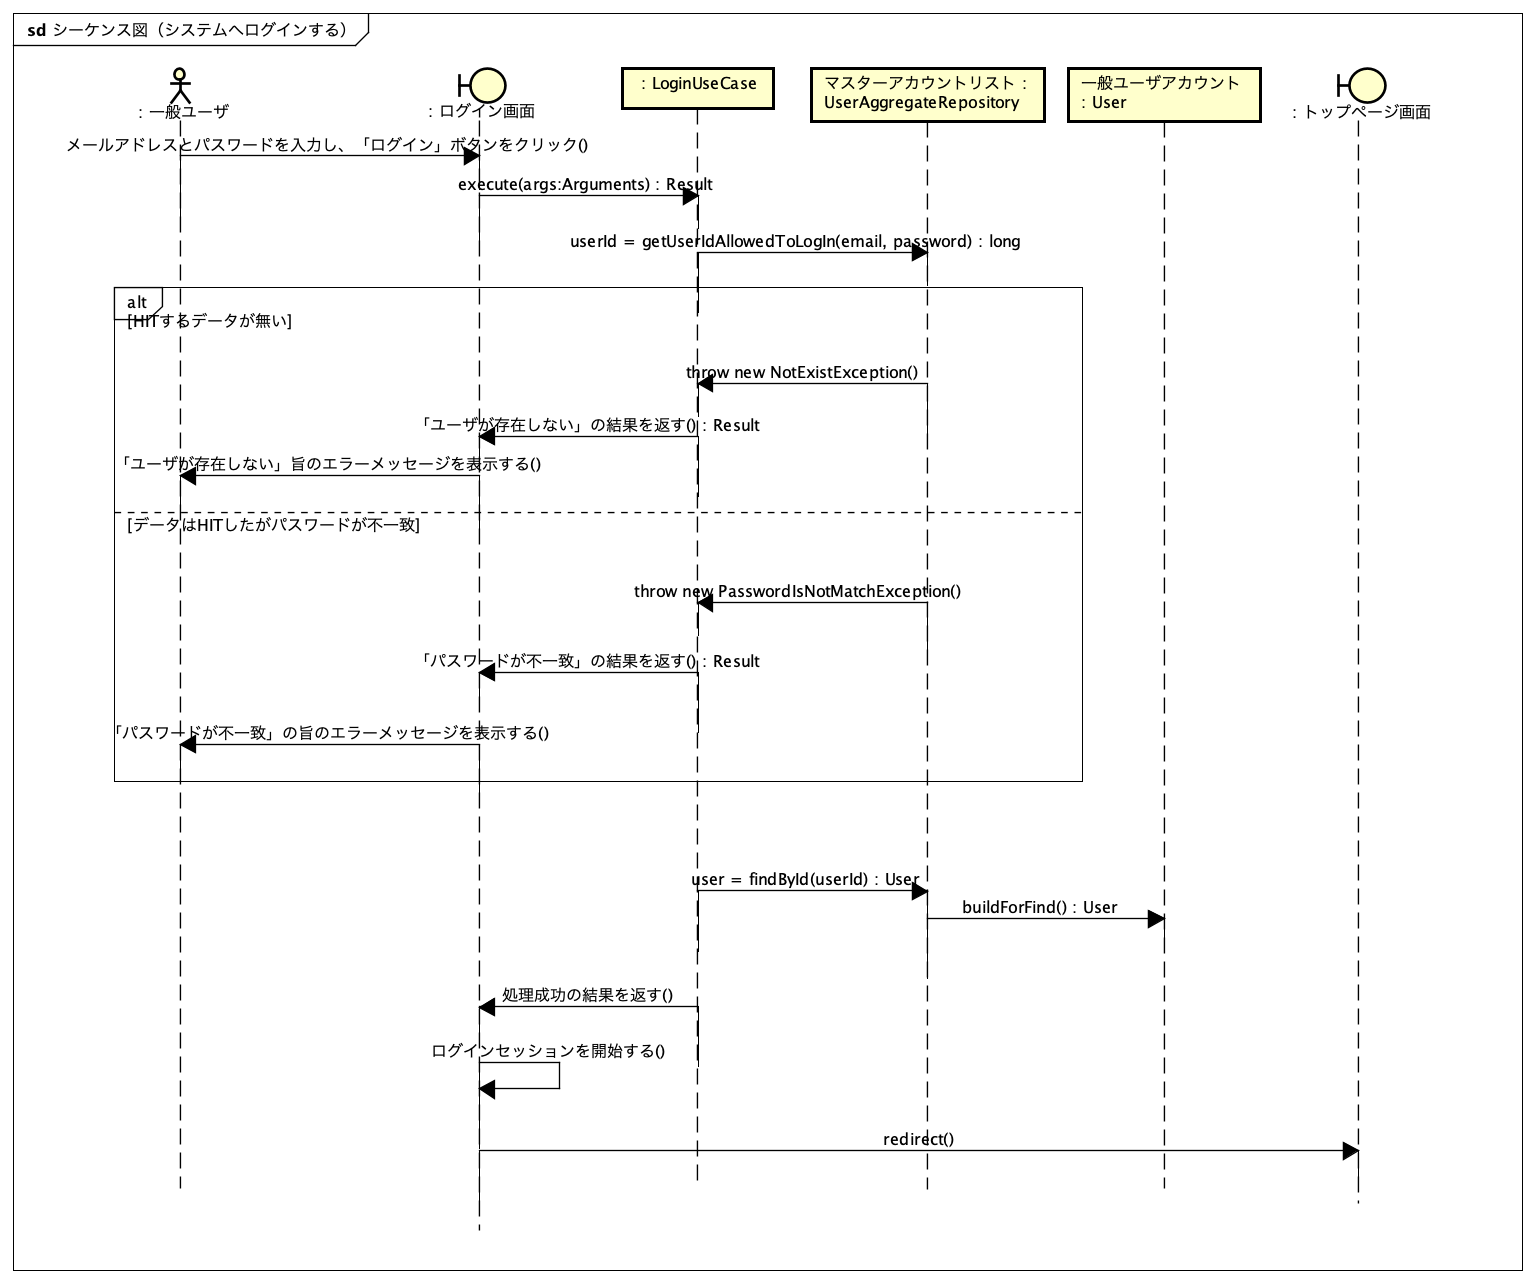 sd シーケンス図（システムへログインする）
: 一般ユーザ
: ログイン画面
: LoginUseCase
マスターアカウントリスト :
UserAggregateRepository
一般ユーザアカウント
: User
: トップページ画面
メールアドレスとパスワードを入力し、「ログイン」ボタンをクリック()
execute(args:Arguments) : Result
userId = getUserIdAllowedToLogIn(email, password) : long
alt
[HITするデータが無い]
throw new NotExistException()
「ユーザが存在しない」の結果を返す() : Result
「ユーザが存在しない」旨のエラーメッセージを表示する()
[データはHITしたがパスワードが不一致]
throw new PasswordIsNotMatchException()
「パスワードが不一致」の結果を返す() : Result
「パスワードが不一致」の旨のエラーメッセージを表示する()
user = findById(userId) : User
buildForFind() : User
処理成功の結果を返す()
ログインセッションを開始する()
redirect()